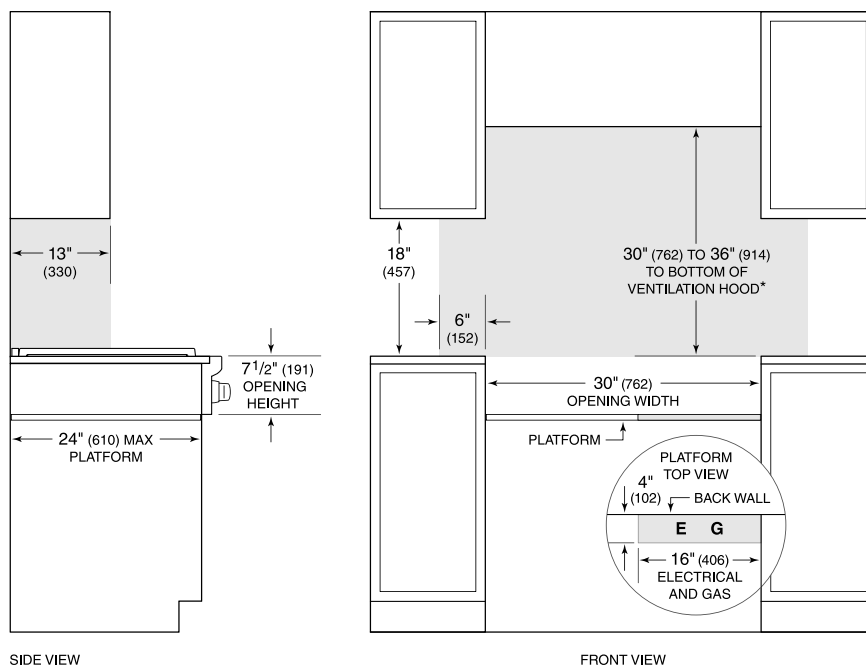 13"
(330)
7 1/2" (191)
OPENING
HEIGHT
24" (610) MAX
PLATFORM
SIDE VIEW
18"
(457)
30" (762) TO 36" (914)
TO BOTTOM OF
VENTILATION HOOD*
6"
(152)
30" (762)
OPENING WIDTH
PLATFORM
PLATFORM
TOP VIEW
4"
(102)
BACK WALL
E G
16" (406)
ELECTRICAL
AND GAS
FRONT VIEW